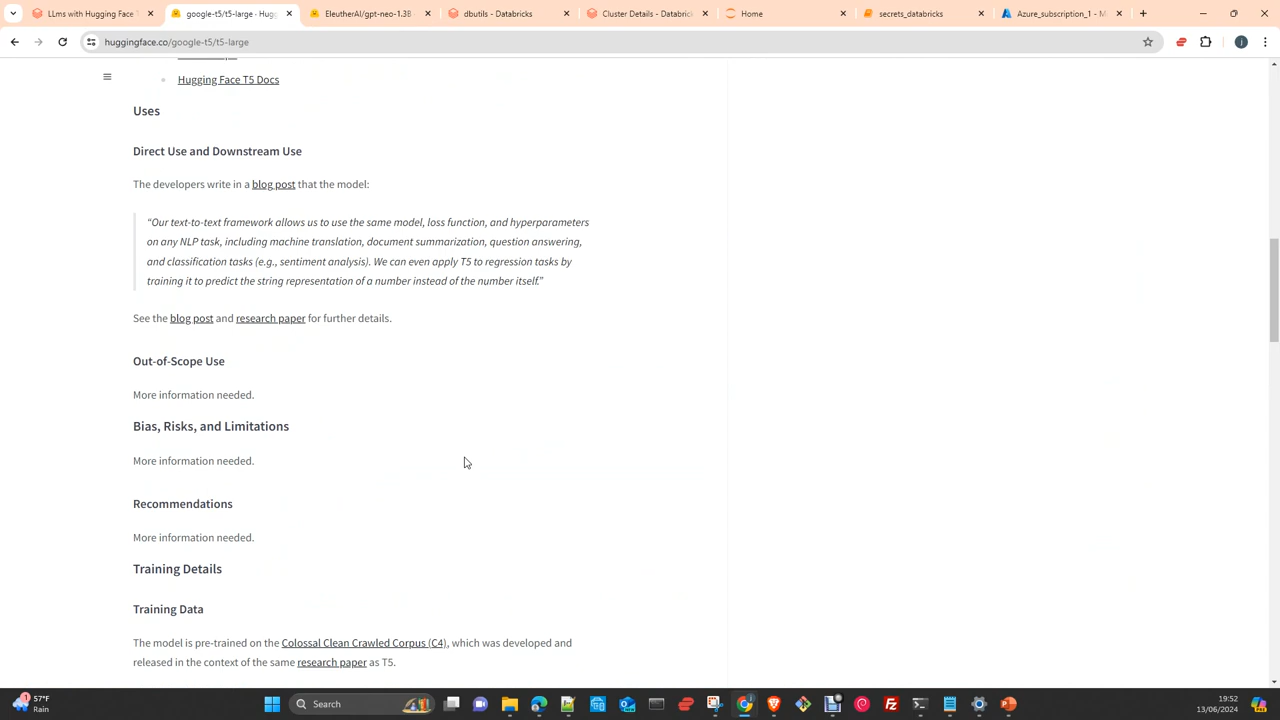 LLms with Hugging Face T
google-t5/t5-large · Hugg
EleutherAI/gpt-neo-1.3B
dbutils - Databricks
Cluster Details - Databrick
Home
secrets_databricks
Azure_subscription_1 - M
huggingface.co/google-t5/t5-large
i
Hugging Face T5 Docs
Uses
Direct Use and Downstream Use
The developers write in a blog post that the model:
“Our text-to-text framework allows us to use the same model, loss function, and hyperparameters
on any NLP task, including machine translation, document summarization, question answering,
and classification tasks (e.g., sentiment analysis). We can even apply T5 to regression tasks by
training it to predict the string representation of a number instead of the number itself.”
See the blog post and research paper for further details.
Out-of-Scope Use
More information needed.
Bias, Risks, and Limitations
More information needed.
Recommendations
More information needed.
Training Details
Training Data
The model is pre-trained on the Colossal Clean Crawled Corpus (C4), which was developed and
released in the context of the same research paper as T5.
57°F
Rain
Search
19:52
13/06/2024